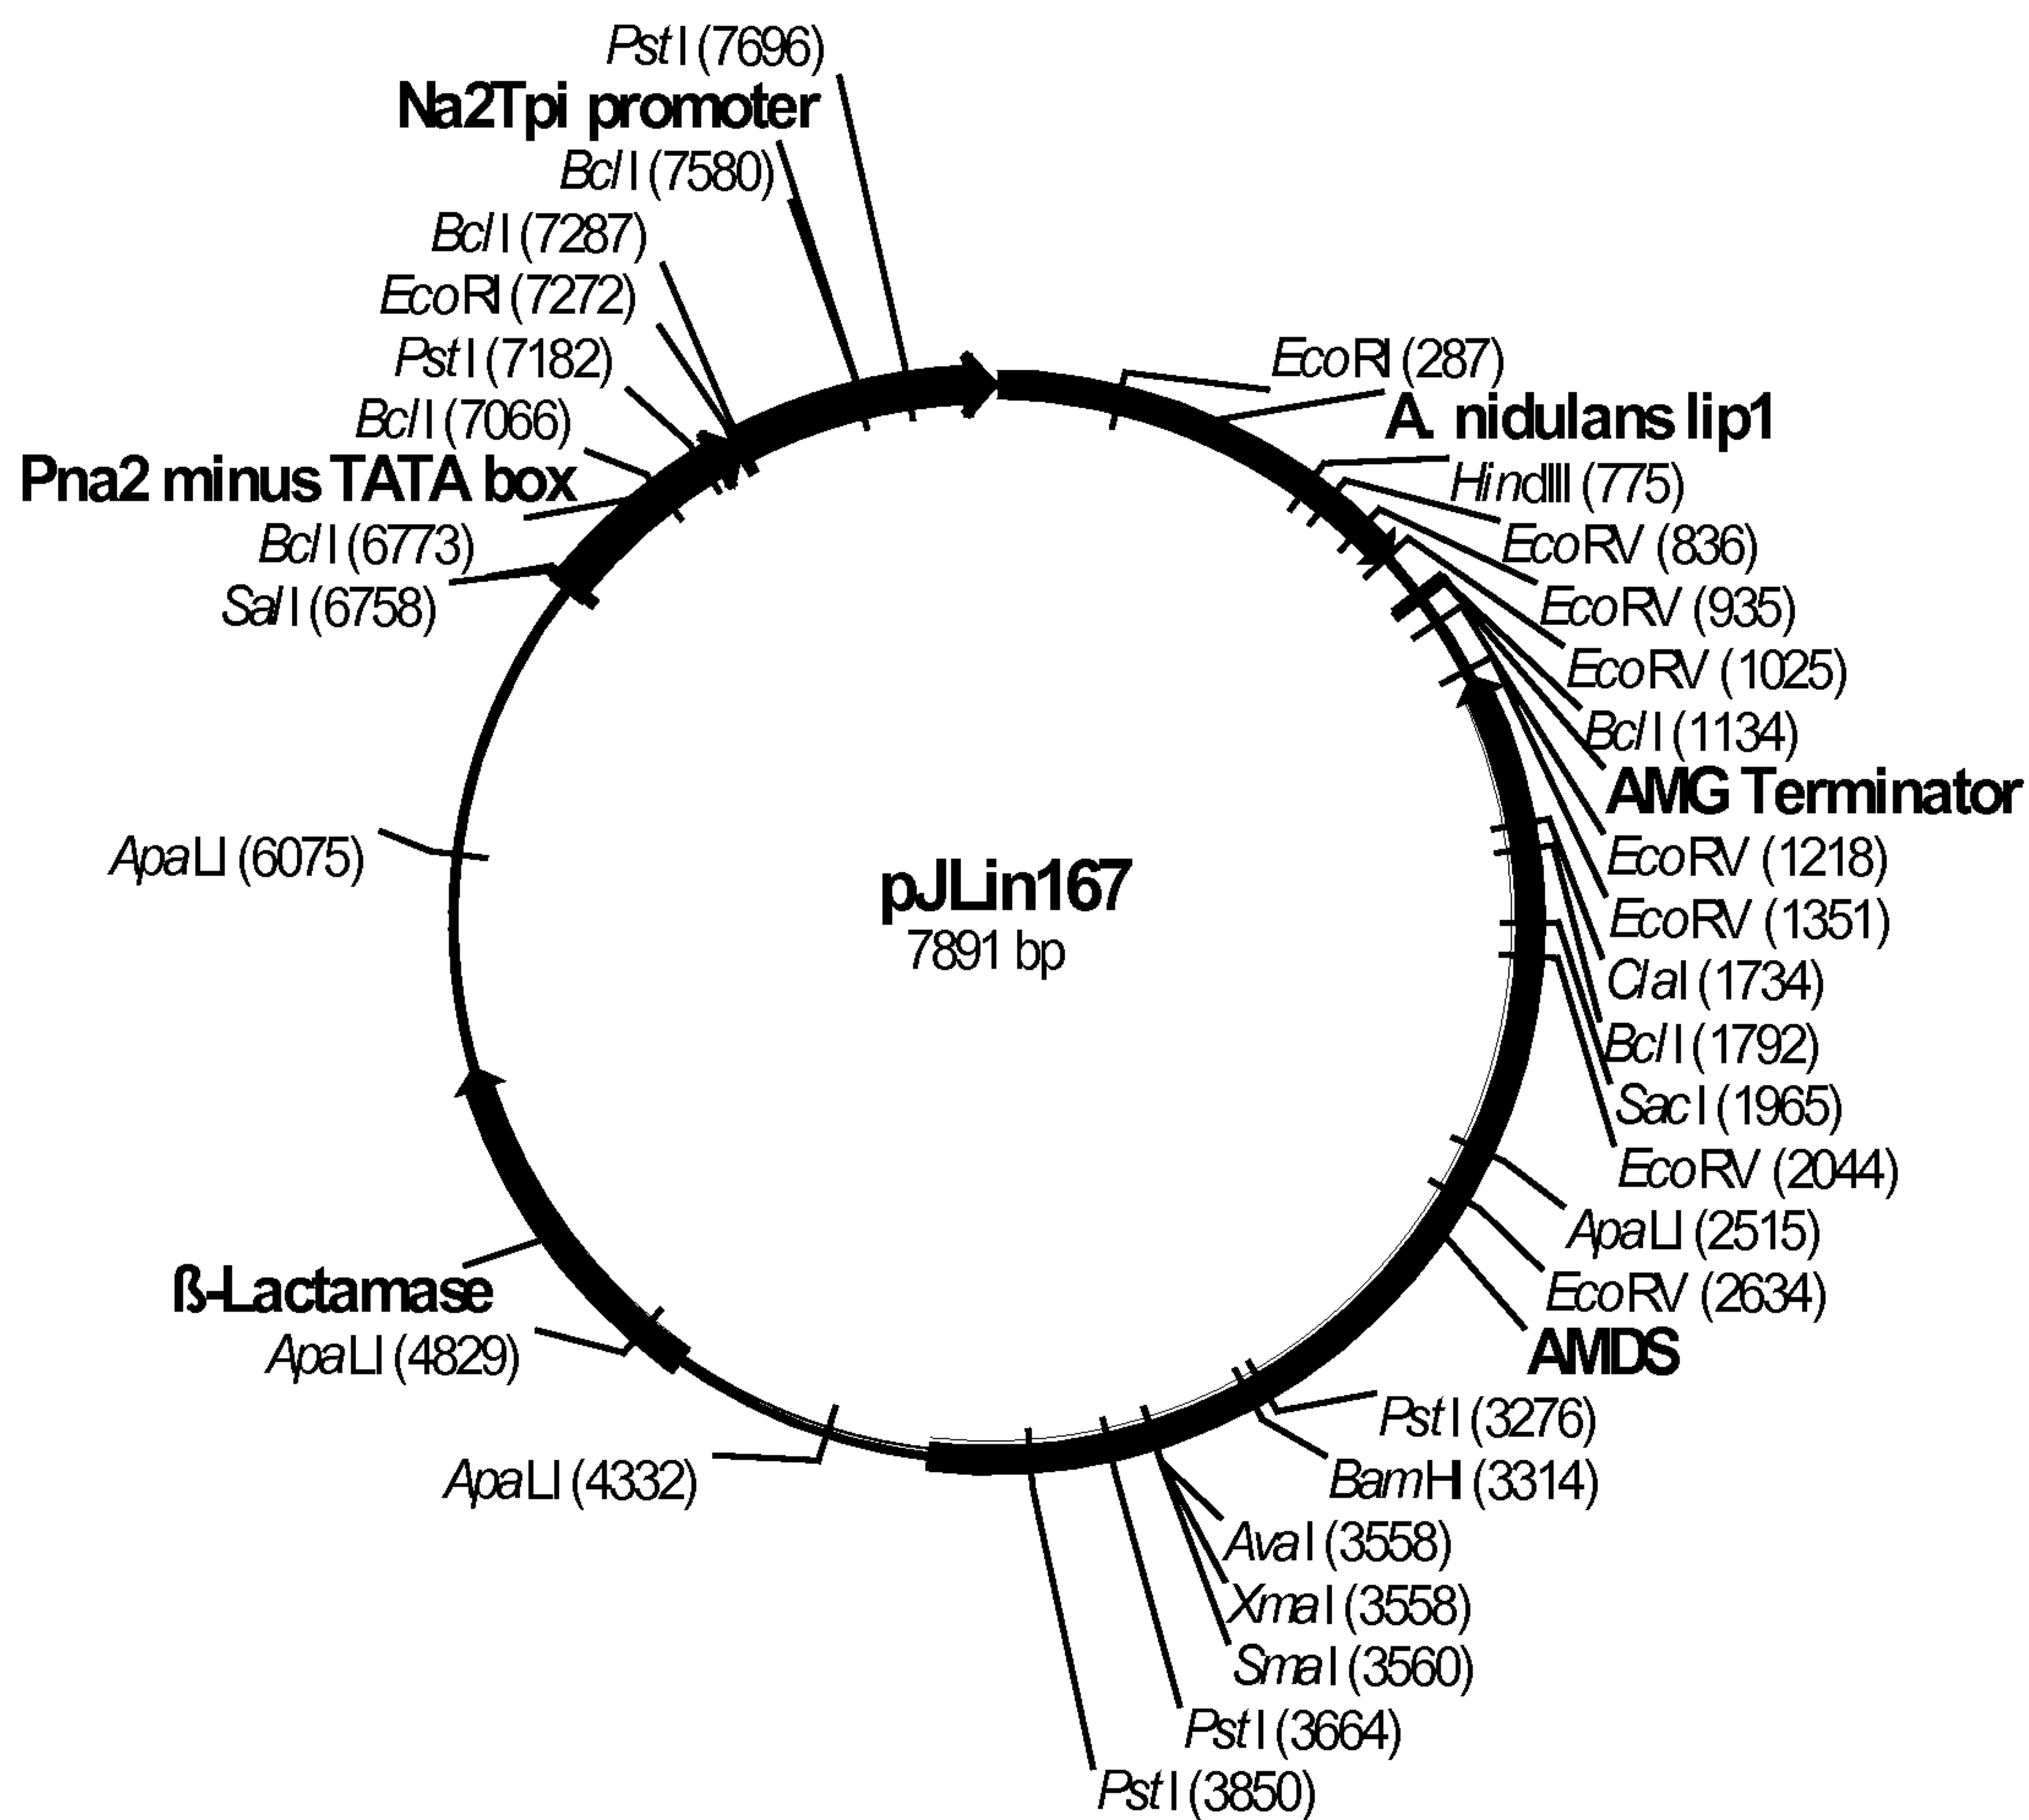 PstI (7696)
Na2Tpi promoter
BclI (7580)
BclI (7287)
EcoRI (7272)
PstI (7182)
BclI (7066)
Pna2 minus TATA box
BclI (6773)
SalI (6758)
ApaLI (6075)
ß-Lactamase
ApaLI (4829)
ApaLI (4332)
pJLin167
7891 bp
EcoRI (287)
A. nidulans lip1
HindIII (775)
EcoRV (836)
EcoRV (935)
EcoRV (1025)
BclI (1134)
AMG Terminator
EcoRV (1218)
EcoRV (1351)
ClaI (1734)
BclI (1792)
SacI (1965)
EcoRV (2044)
ApaLI (2515)
EcoRV (2634)
AMDS
PstI (3276)
BamHI (3314)
AvaI (3558)
XmaI (3558)
SmaI (3560)
PstI (3664)
PstI (3850)